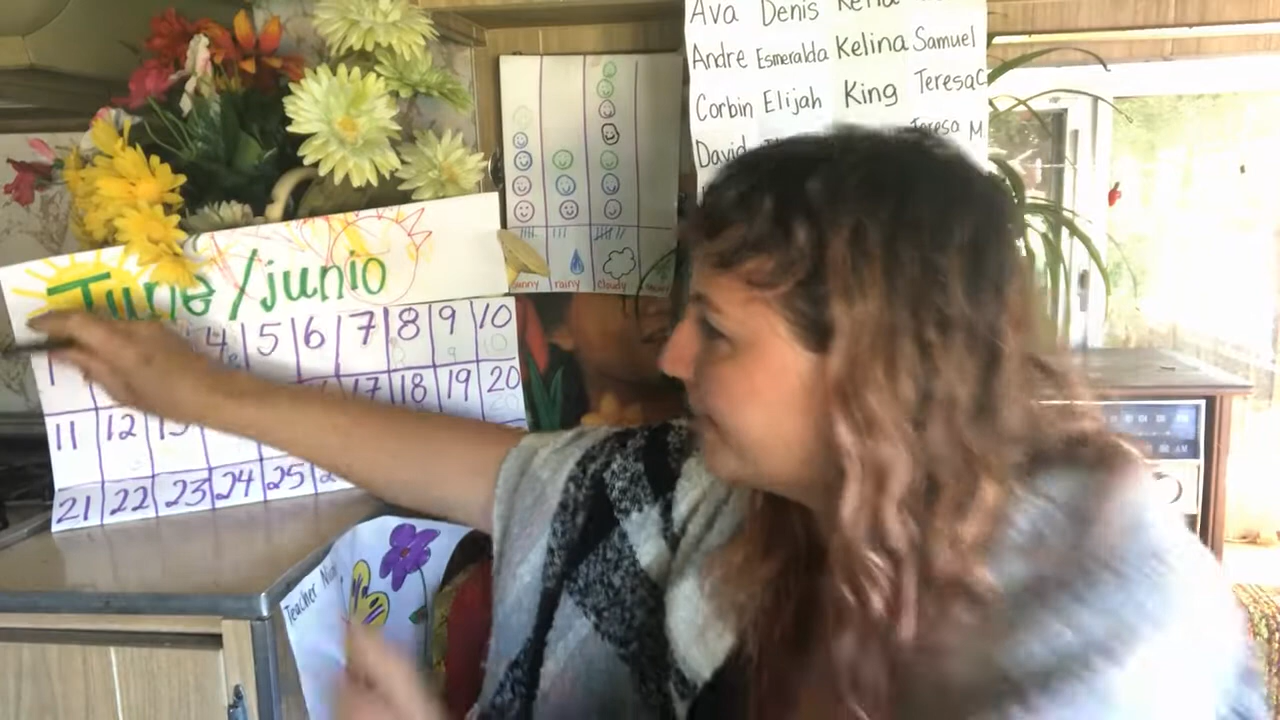 Ava Denis
Andre Esmeralda Kelina Samuel
Corbin Elijah King Teresa C
David Teresa M
June/junio
4 5 6 7 8 9 10
17 18 19 20
11 12 13
21 22 23 24 25
sunny rainy cloudy
Teacher